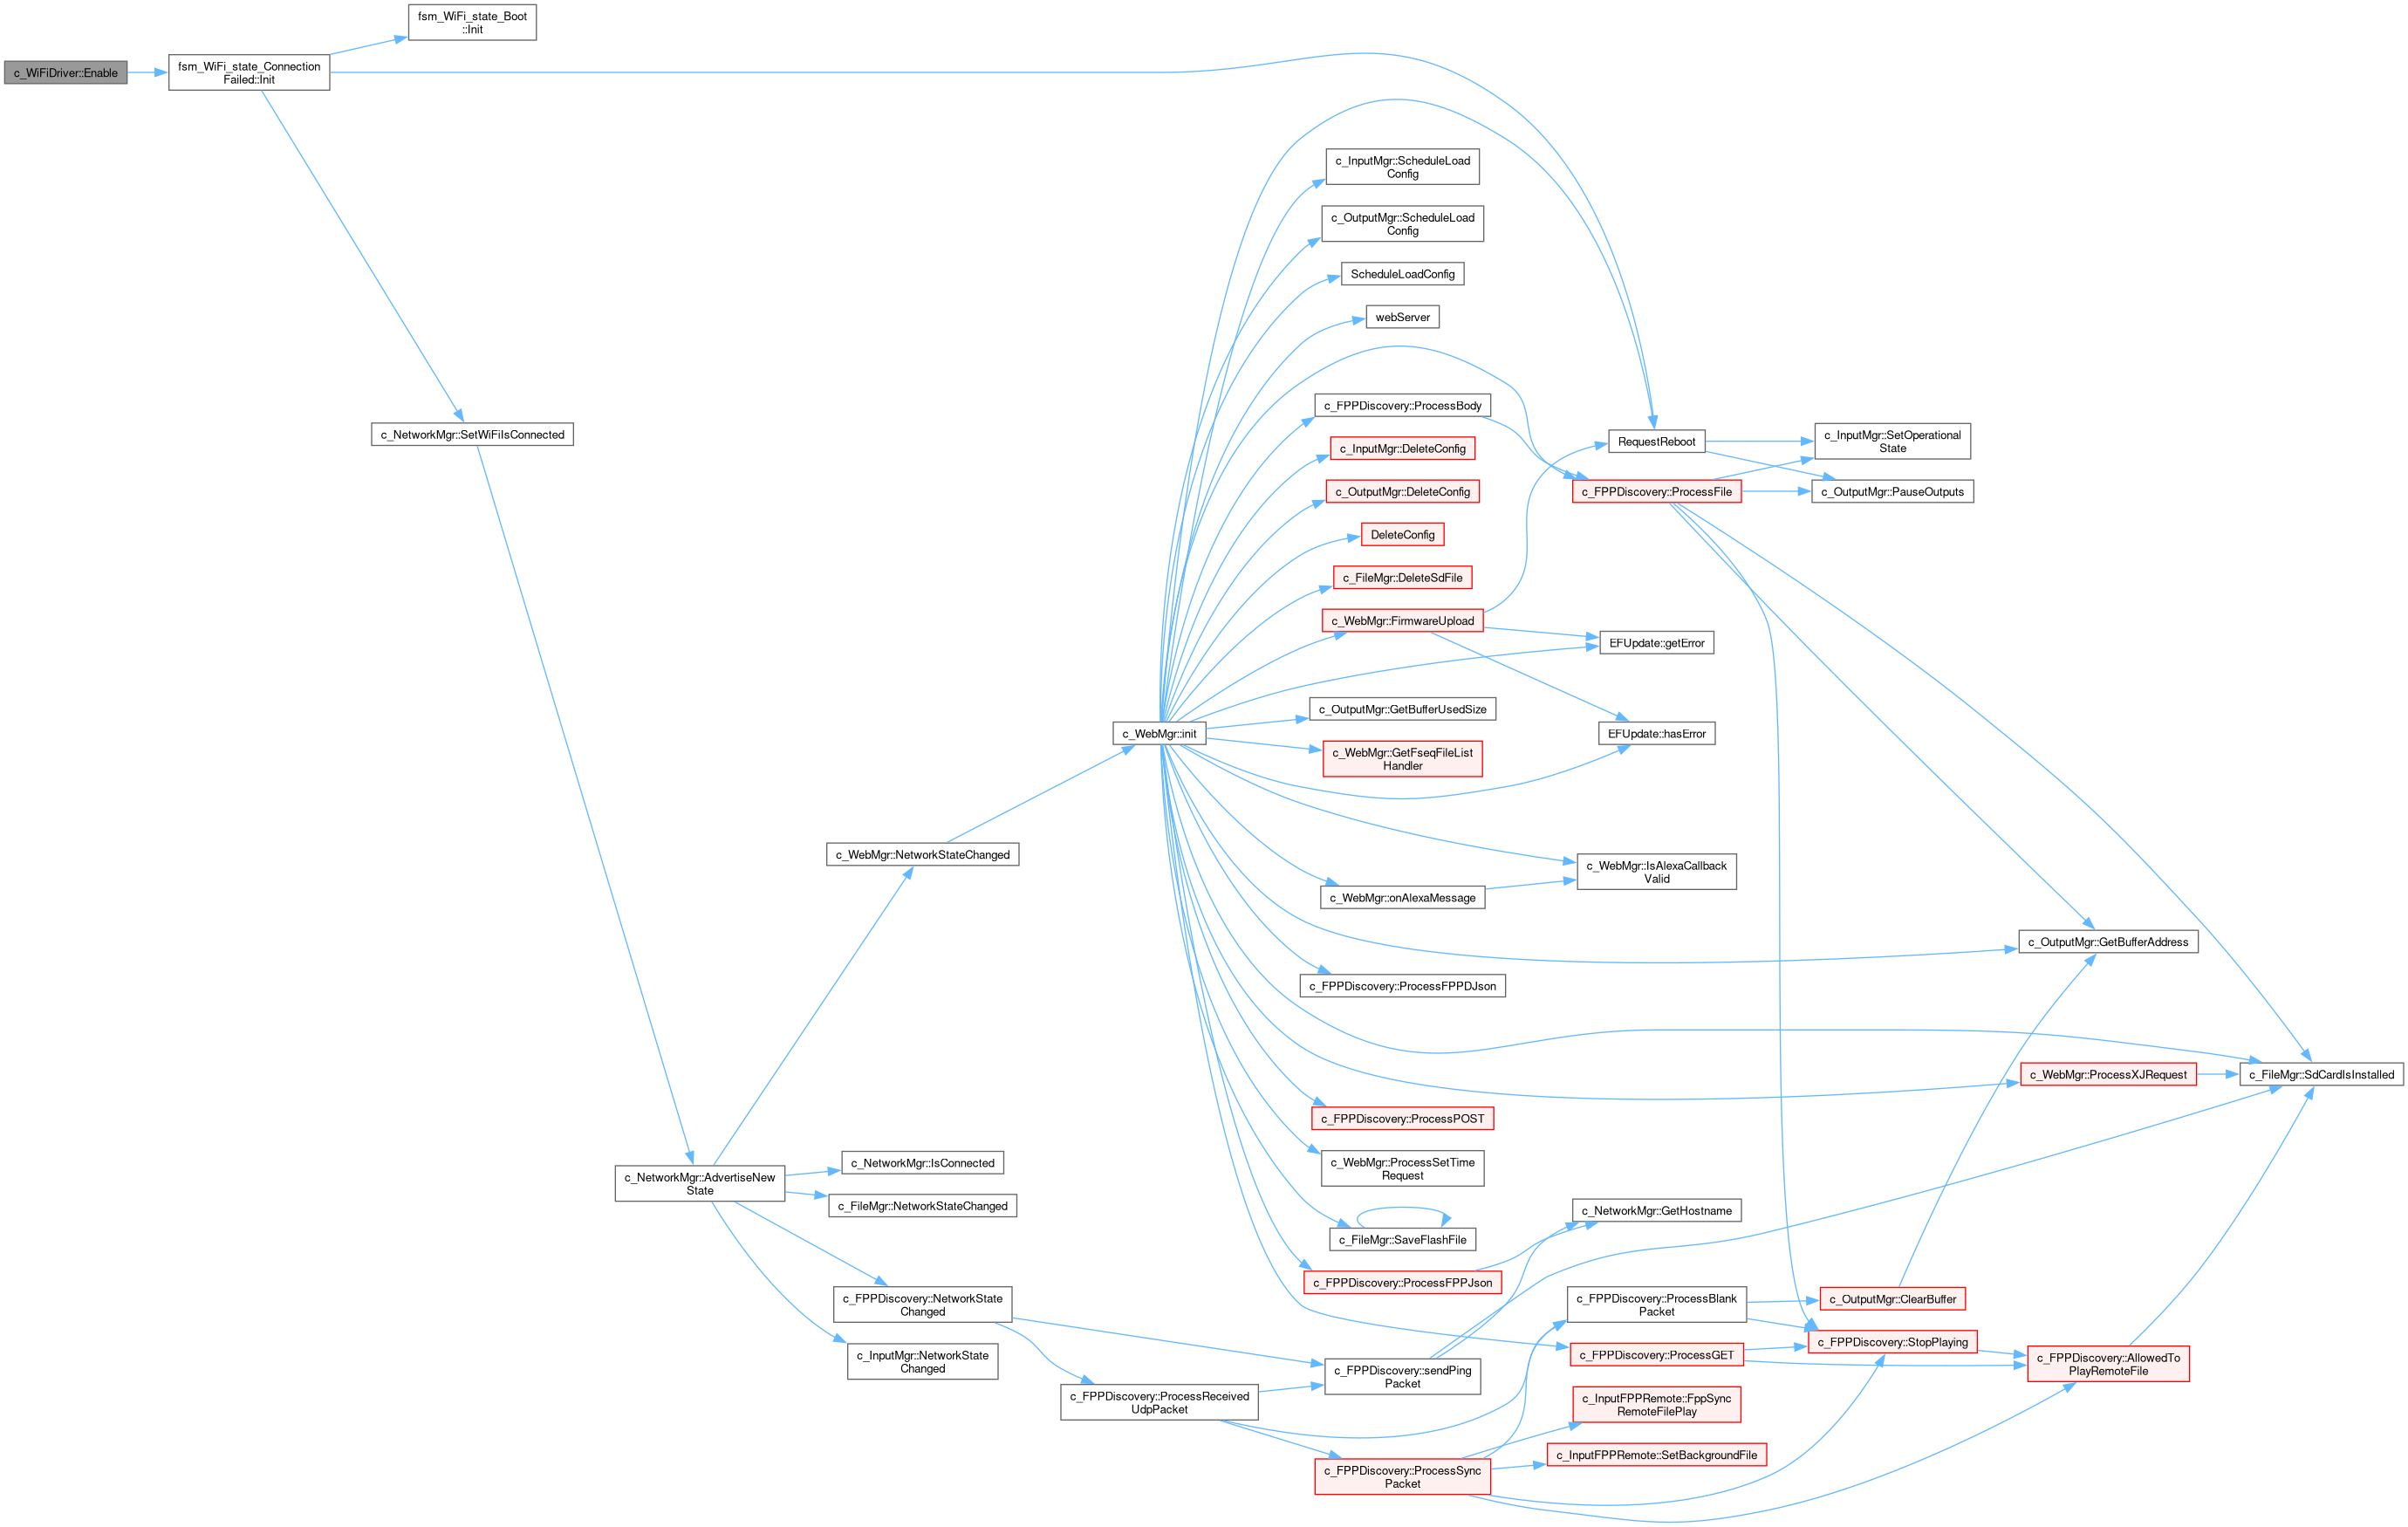 fsm_WiFi_state_Boot
::Init
c_WiFiDriver::Enable
fsm_WiFi_state_Connection
Failed::Init
c_InputMgr::ScheduleLoad
Config
c_OutputMgr::ScheduleLoad
Config
ScheduleLoadConfig
webServer
c_FPPDiscovery::ProcessBody
c_NetworkMgr::SetWiFiIsConnected
RequestReboot
c_InputMgr::SetOperational
State
c_InputMgr::DeleteConfig
c_OutputMgr::DeleteConfig
c_FPPDiscovery::ProcessFile
c_OutputMgr::PauseOutputs
DeleteConfig
c_FileMgr::DeleteSdFile
c_WebMgr::FirmwareUpload
EFUpdate::getError
c_OutputMgr::GetBufferUsedSize
c_WebMgr::init
EFUpdate::hasError
c_WebMgr::GetFseqFileList
Handler
c_WebMgr::NetworkStateChanged
c_WebMgr::IsAlexaCallback
Valid
c_WebMgr::onAlexaMessage
c_OutputMgr::GetBufferAddress
c_FPPDiscovery::ProcessFPPDJson
c_WebMgr::ProcessXJRequest
c_FileMgr::SdCardIsInstalled
c_FPPDiscovery::ProcessPOST
c_NetworkMgr::IsConnected
c_WebMgr::ProcessSetTime
Request
c_NetworkMgr::AdvertiseNew
State
c_FileMgr::NetworkStateChanged
c_NetworkMgr::GetHostname
c_FileMgr::SaveFlashFile
c_FPPDiscovery::ProcessFPPJson
c_FPPDiscovery::NetworkState
Changed
c_FPPDiscovery::ProcessBlank
Packet
c_OutputMgr::ClearBuffer
c_FPPDiscovery::StopPlaying
c_InputMgr::NetworkState
Changed
c_FPPDiscovery::ProcessGET
c_FPPDiscovery::AllowedTo
PlayRemoteFile
c_FPPDiscovery::sendPing
Packet
c_FPPDiscovery::ProcessReceived
UdpPacket
c_InputFPPRemote::FppSync
RemoteFilePlay
c_InputFPPRemote::SetBackgroundFile
c_FPPDiscovery::ProcessSync
Packet